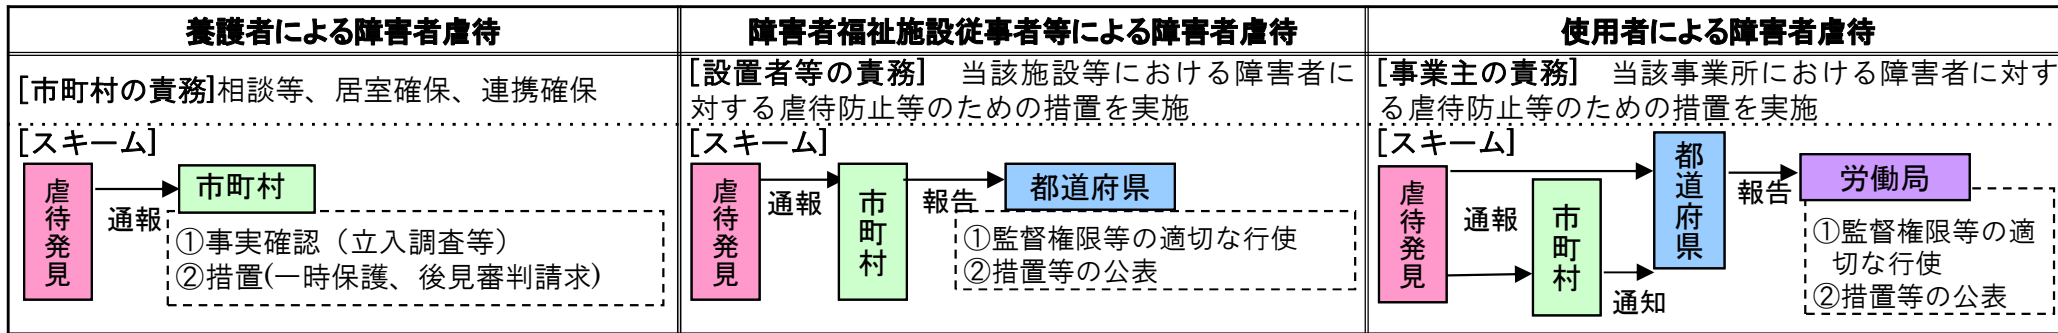 養護者による障害者虐待
[市町村の責務]相談等、居室確保、連携確保
[スキーム]
虐待発見
通報
市町村
①事実確認（立入調査等）
②措置(一時保護、後見審判請求)
障害者福祉施設従事者等による障害者虐待
[設置者等の責務]　当該施設等における障害者に
対する虐待防止等のための措置を実施
[スキーム]
虐待発見
通報
市町村
報告
都道府県
①監督権限等の適切な行使
②措置等の公表
使用者による障害者虐待
[事業主の責務]　当該事業所における障害者に対す
る虐待防止等のための措置を実施
[スキーム]
虐待発見
通報
市町村
通知
都道府県
報告
労働局
①監督権限等の適
切な行使
②措置等の公表